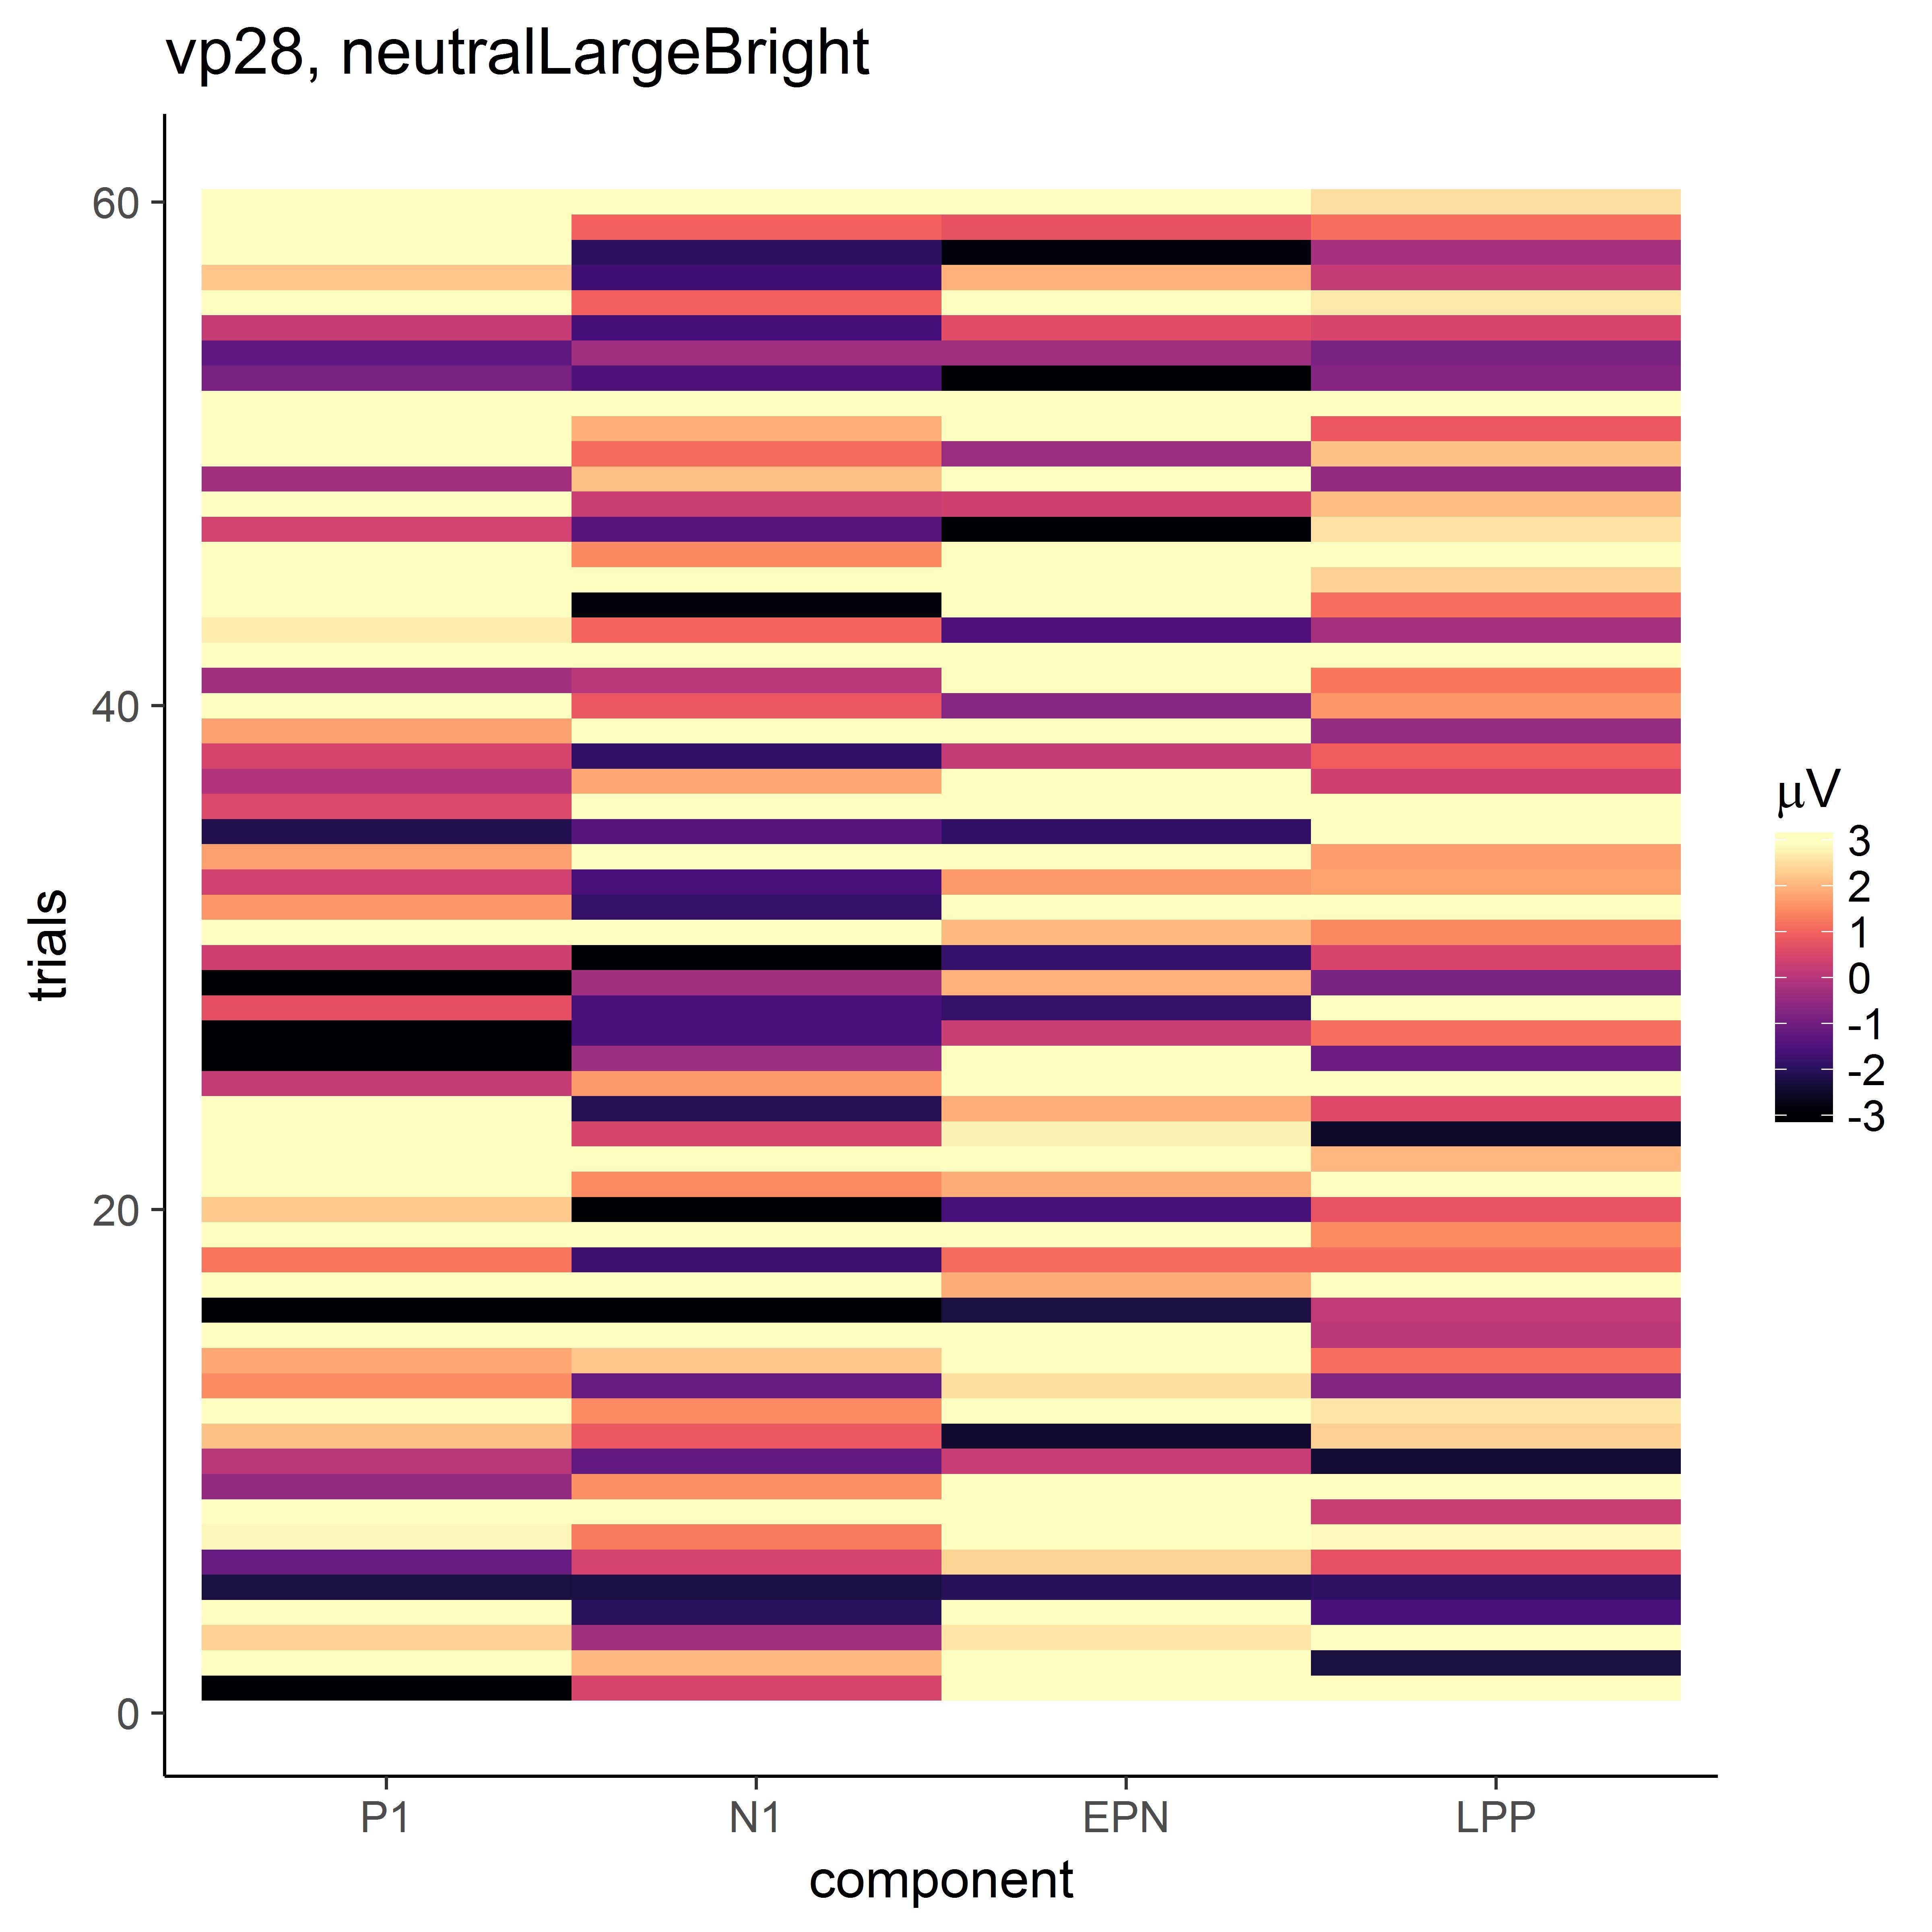 vp28, neutralLargeBright
60
40
20
0
trials
P1 N1 EPN LPP
component
µV
3
2
1
0
-1
-2
-3